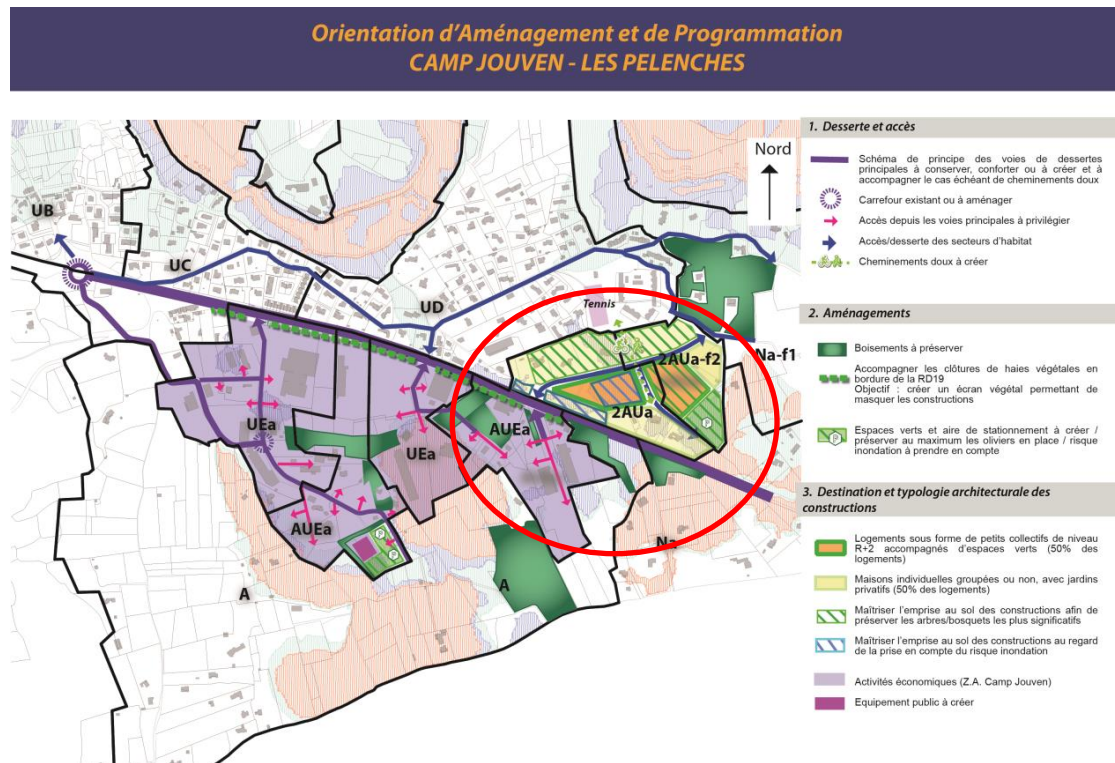 Orientation d'Aménagement et de Programmation
CAMP JOUVEN - LES PELENCHES
Nord
UB
UC
UD
Tennis
2AUa-f2
Na-f1
2AUa
UEa
AUEa
UEa
AUEa
Na
A
A
P
P
P
1. Desserte et accès
Schéma de principe des voies de dessertes
principales à conserver, conforter ou à créer et à
accompagner le cas échéant de cheminements doux
Carrefour existant ou à aménager
Accès depuis les voies principales à privilégier
Accès/desserte des secteurs d'habitat
Cheminements doux à créer
2. Aménagements
Boisements à préserver
Accompagner les clôtures de haies végétales en
bordure de la RD19
Objectif : créer un écran végétal permettant de
masquer les constructions
P
Espaces verts et aire de stationnement à créer /
préserver au maximum les oliviers en place / risque
inondation à prendre en compte
3. Destination et typologie architecturale des
constructions
Logements sous forme de petits collectifs de niveau
R+2 accompagnés d'espaces verts (50% des
logements)
Maisons individuelles groupées ou non, avec jardins
privatifs (50% des logements)
Maîtriser l'emprise au sol des constructions afin de
préserver les arbres/bosquets les plus significatifs
Maîtriser l'emprise au sol des constructions au regard
de la prise en compte du risque inondation
Activités économiques (Z.A. Camp Jouven)
Equipement public à créer